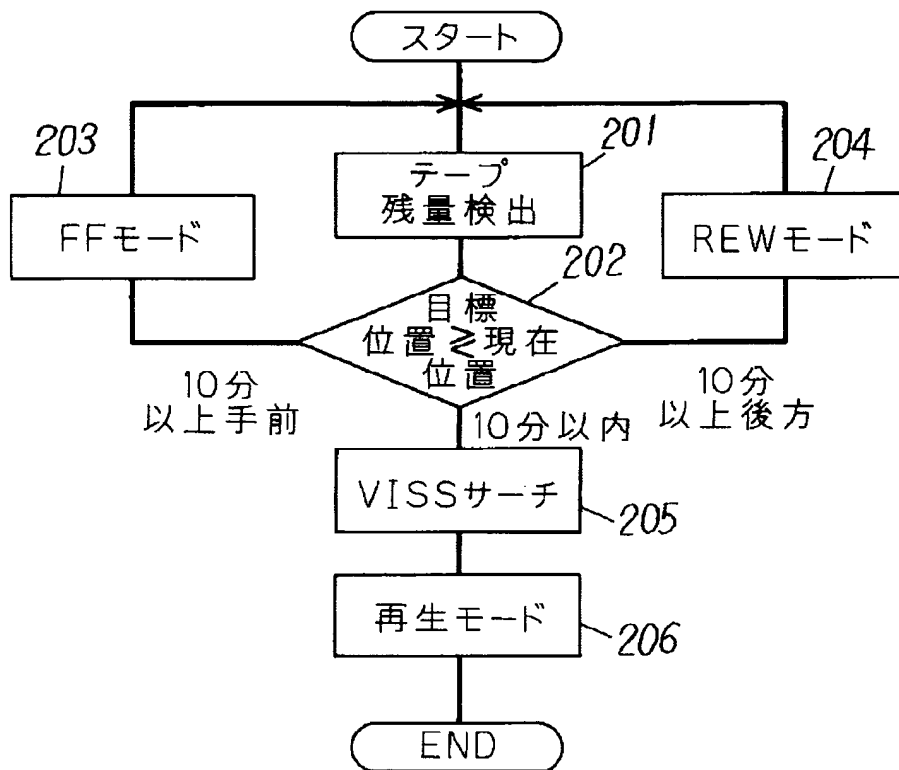 スタート
203
201
204
テープ
残量検出
FFモード
REWモード
202
目標
位置≷現在
位置
10分
以上手前
10分
以上後方
10分以内
VISSサーチ
205
再生モード
206
END